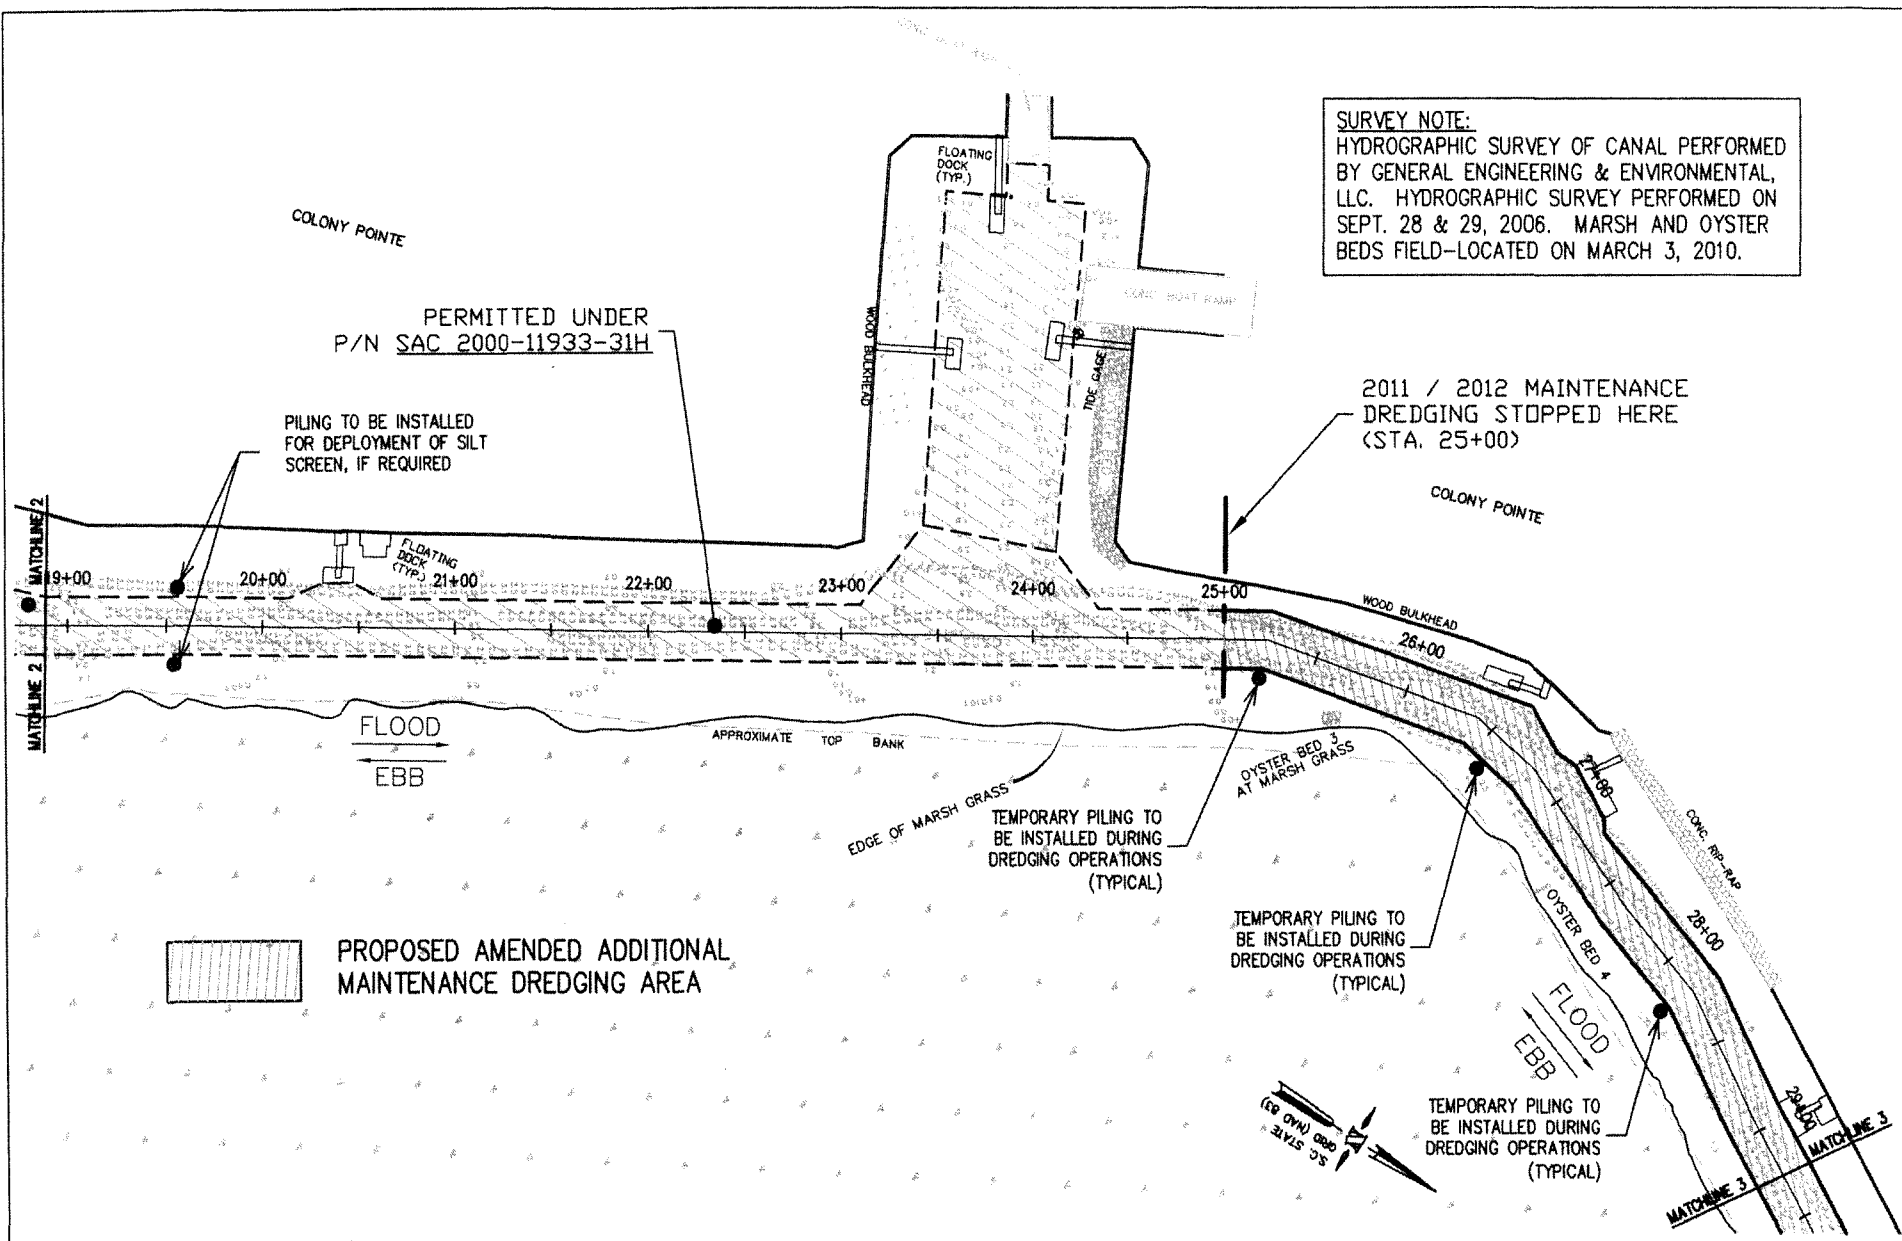 SURVEY NOTE:
HYDROGRAPHIC SURVEY OF CANAL PERFORMED
BY GENERAL ENGINEERING & ENVIRONMENTAL,
LLC. HYDROGRAPHIC SURVEY PERFORMED ON
SEPT. 28 & 29, 2006. MARSH AND OYSTER
BEDS FIELD-LOCATED ON MARCH 3, 2010.
FLOATING
DOCK
(TYP.)
COLONY POINTE
CONC. BOAT RAMP
PERMITTED UNDER
P/N SAC 2000-11933-31H
WOOD BULKHEAD
TIDE GAGE
2011 / 2012 MAINTENANCE
DREDGING STOPPED HERE
(STA. 25+00)
PILING TO BE INSTALLED
FOR DEPLOYMENT OF SILT
SCREEN, IF REQUIRED
COLONY POINTE
MATCHLINE 2
MATCHLINE 2
FLOATING
DOCK
(TYP.)
19+00
20+00
21+00
22+00
23+00
24+00
25+00
WOOD BULKHEAD
26+00
27+00
28+00
29+00
CONC. RIP-RAP
FLOOD
EBB
APPROXIMATE TOP BANK
EDGE OF MARSH GRASS
OYSTER BED 3
AT MARSH GRASS
TEMPORARY PILING TO
BE INSTALLED DURING
DREDGING OPERATIONS
(TYPICAL)
OYSTER BED 4
TEMPORARY PILING TO
BE INSTALLED DURING
DREDGING OPERATIONS
(TYPICAL)
PROPOSED AMENDED ADDITIONAL
MAINTENANCE DREDGING AREA
FLOOD
EBB
S.C. STATE
GRID (NAD 83)
TEMPORARY PILING TO
BE INSTALLED DURING
DREDGING OPERATIONS
(TYPICAL)
MATCHLINE 3
MATCHLINE 3